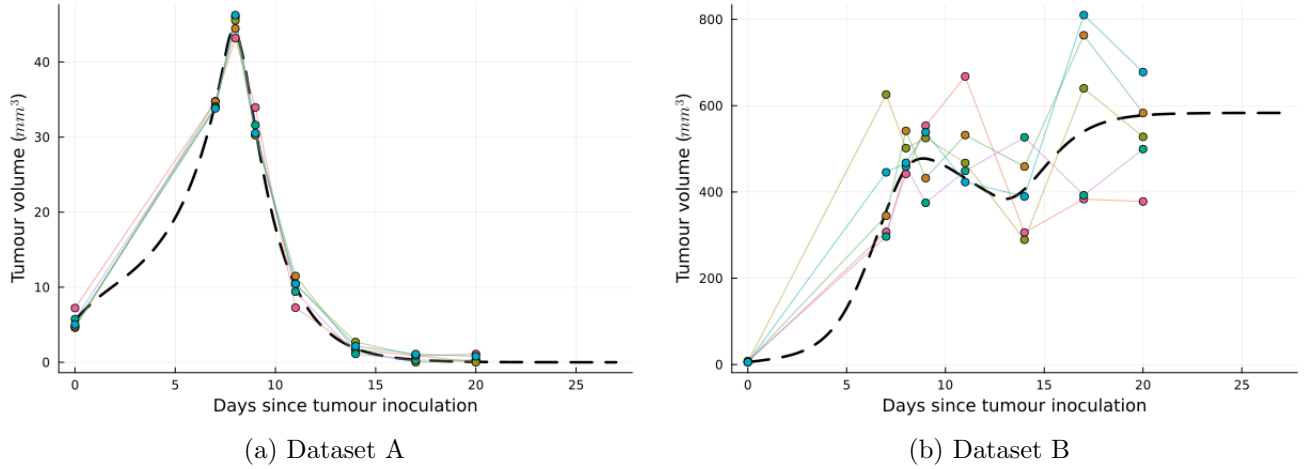 Tumour volume (mm³)
40
30
20
10
0
0 5 10 15 20 25
Days since tumour inoculation
(a) Dataset A
Tumour volume (mm³)
800
600
400
200
0
0 5 10 15 20 25
Days since tumour inoculation
(b) Dataset B